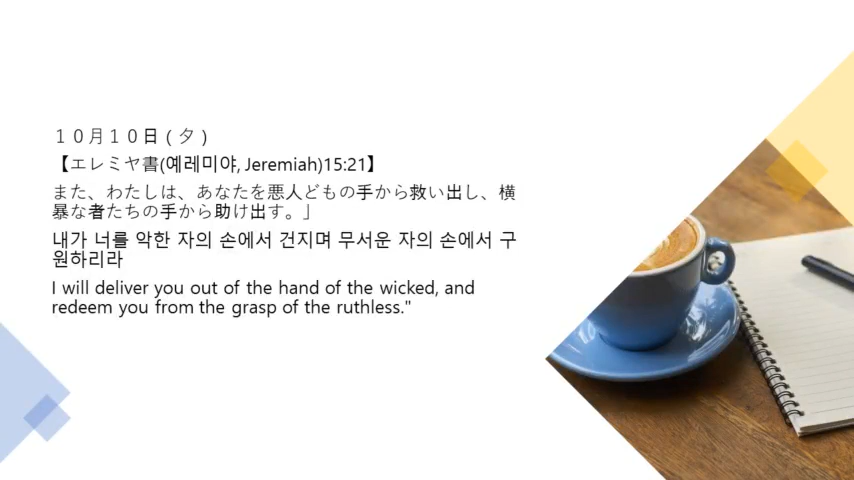 １０月１０日（夕）
【エレミヤ書(예레미야, Jeremiah)15:21】
また、わたしは、あなたを悪人どもの手から救い出し、横
暴な者たちの手から助け出す。」
내가 너를 악한 자의 손에서 건지며 무서운 자의 손에서 구
원하리라
I will deliver you out of the hand of the wicked, and
redeem you from the grasp of the ruthless."